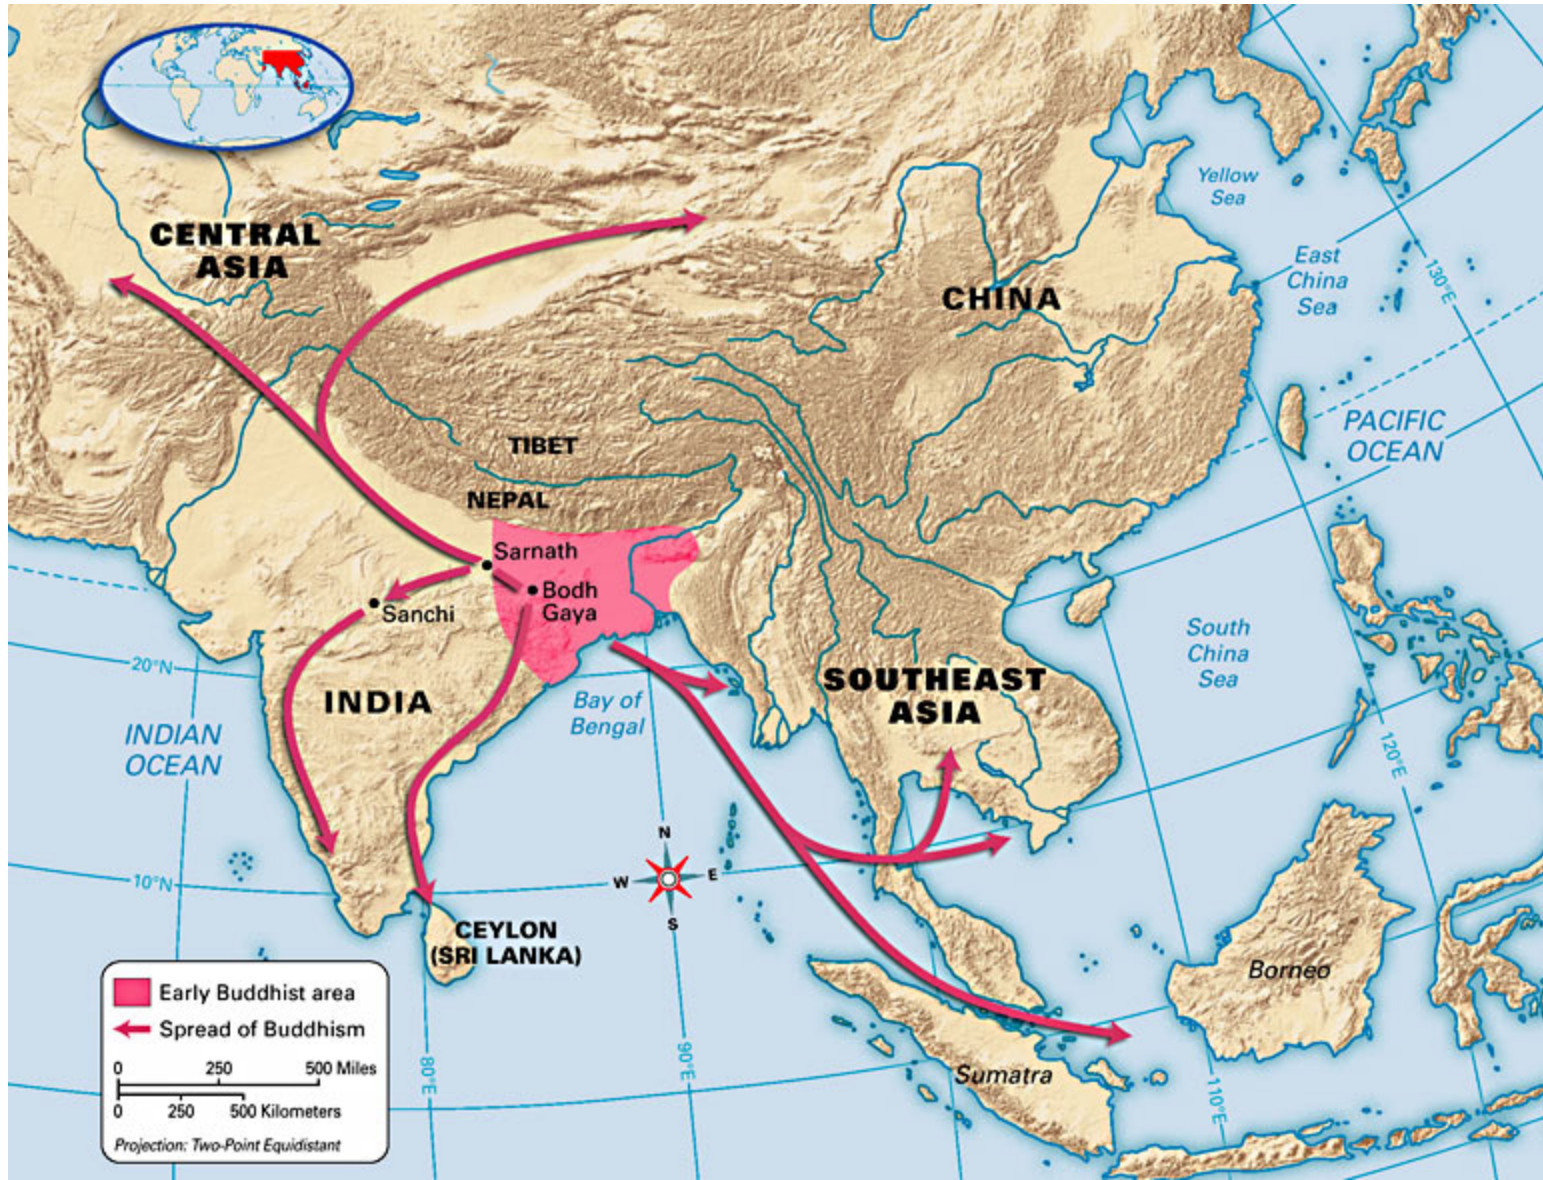 Yellow
Sea
CENTRAL
ASIA
East
China
Sea
130°E
CHINA
PACIFIC
OCEAN
TIBET
NEPAL
Sarnath
Bodh
Gaya
Sanchi
20°N
INDIA
INDIAN
OCEAN
Bay of
Bengal
SOUTHEAST
ASIA
South
China
Sea
120°E
10°N
N
W
E
S
CEYLON
(SRI LANKA)
Borneo
Sumatra
80°E
90°E
110°E
Early Buddhist area
Spread of Buddhism
0 250 500 Miles
0 250 500 Kilometers
Projection: Two-Point Equidistant